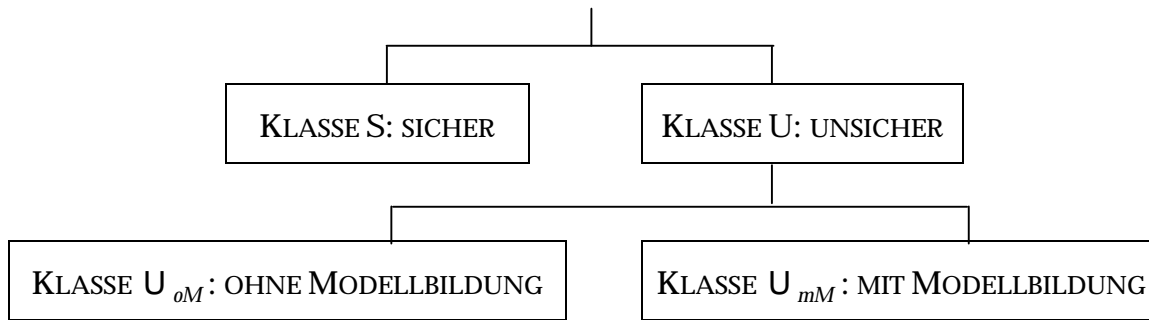 KLASSE S: SICHER
KLASSE U: UNSICHER
KLASSE U oM : OHNE MODELLBILDUNG
KLASSE U mM : MIT MODELLBILDUNG